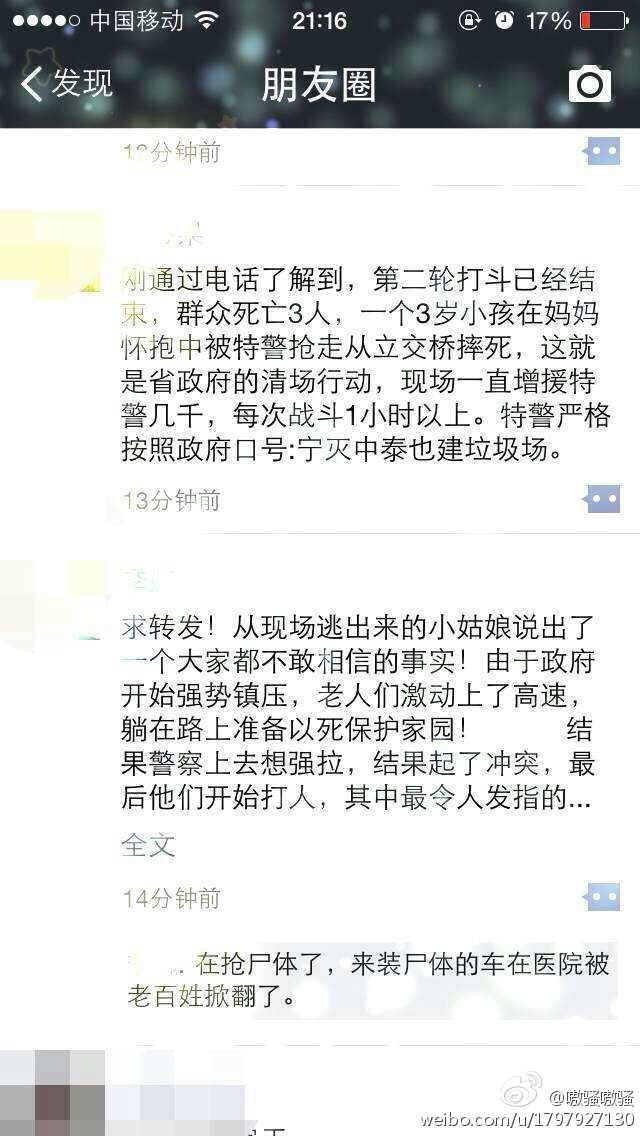 中国移动 21:16 17%
发现 朋友圈
12分钟前
刚通过电话了解到，第二轮打斗已经结
束，群众死亡3人，一个3岁小孩在妈妈
怀抱中被特警抢走从立交桥摔死，这就
是省政府的清场行动，现场一直增援特
警几千，每次战斗1小时以上。特警严格
按照政府口号:宁灭中泰也建垃圾场。
13分钟前
求转发！从现场逃出来的小姑娘说出了
一个大家都不敢相信的事实！由于政府
开始强势镇压，老人们激动上了高速，
躺在路上准备以死保护家园！ 结
果警察上去想强拉，结果起了冲突，最
后他们开始打人，其中最令人发指的...
全文
14分钟前
在抢尸体了，来装尸体的车在医院被
老百姓掀翻了。
@嗷骚嗷骚
weibo.com/u/1797927130